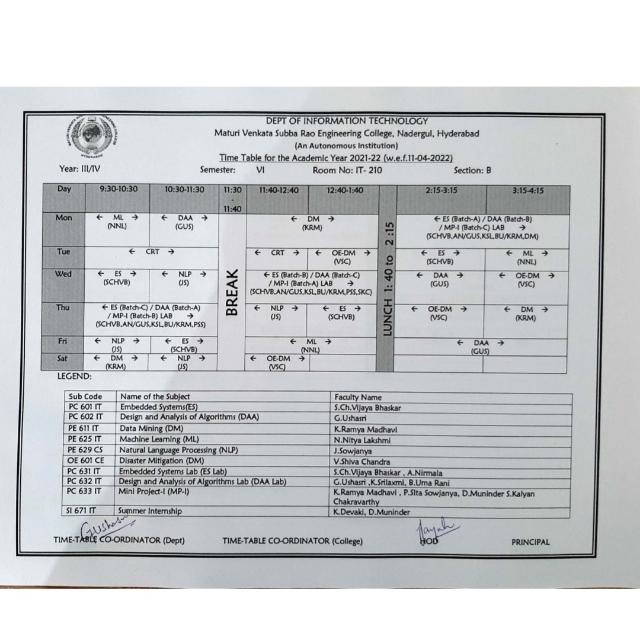 DEPT OF INFORMATION TECHNOLOGY
Maturi Venkata Subba Rao Engineering College, Nadergul, Hyderabad
(An Autonomous Institution)
Time Table for the Academic Year 2021-22 (w.e.f.11-04-2022)
Year: III/IV Semester: VI Room No: IT- 210 Section: B
Day 9:30-10:30 10:30-11:30 11:30 - 11:40 11:40-12:40 12:40-1:40 LUNCH 1: 40 to 2 :15 2:15-3:15 3:15-4:15
BREAK
Mon ← ML → ← DAA → ← DM → ← ES (Batch-A) / DAA (Batch-B)
(NNL) (GUS) (KRM) / MP-I (Batch-C) LAB →
(SCHVB,AN/GUS,KSL,BU/KRM,DM)
Tue ← CRT → ← CRT → ← OE-DM → ← ES → ← ML →
(VSC) (SCHVB) (NNL)
Wed ← ES → ← NLP → ← ES (Batch-B) / DAA (Batch-C) ← DAA → ← OE-DM →
(SCHVB) (JS) / MP-I (Batch-A) LAB → (GUS) (VSC)
(SCHVB,AN/GUS,KSL,BU/KRM,PSS,SKC)
Thu ← ES (Batch-C) / DAA (Batch-A) ← NLP → ← ES → ← OE-DM → ← DM →
/ MP-I (Batch-B) LAB → (JS) (SCHVB) (VSC) (KRM)
(SCHVB,AN/GUS,KSL,BU/KRM,PSS)
Fri ← NLP → ← ES → ← ML → ← DAA →
(JS) (SCHVB) (NNL) (GUS)
Sat ← DM → ← NLP → ← OE-DM →
(KRM) (JS) (VSC)
LEGEND:
Sub Code Name of the Subject Faculty Name
PC 601 IT Embedded Systems(ES) S.Ch.Vijaya Bhaskar
PC 602 IT Design and Analysis of Algorithms (DAA) G.Ushasri
PE 611 IT Data Mining (DM) K.Ramya Madhavi
PE 625 IT Machine Learning (ML) N.Nitya Lakshmi
PE 629 CS Natural Language Processing (NLP) J.Sowjanya
OE 601 CE Disaster Mitigation (DM) V.Shiva Chandra
PC 631 IT Embedded Systems Lab (ES Lab) S.Ch.Vijaya Bhaskar , A.Nirmala
PC 632 IT Design and Analysis of Algorithms Lab (DAA Lab) G.Ushasri ,K.Srilaxmi, B.Uma Rani
PC 633 IT Mini Project-I (MP-I) K.Ramya Madhavi , P.Sita Sowjanya, D.Muninder S.Kalyan
Chakravarthy
SI 671 IT Summer Internship K.Devaki, D.Muninder
G.Ushasri
TIME-TABLE CO-ORDINATOR (Dept) TIME-TABLE CO-ORDINATOR (College) HOD PRINCIPAL